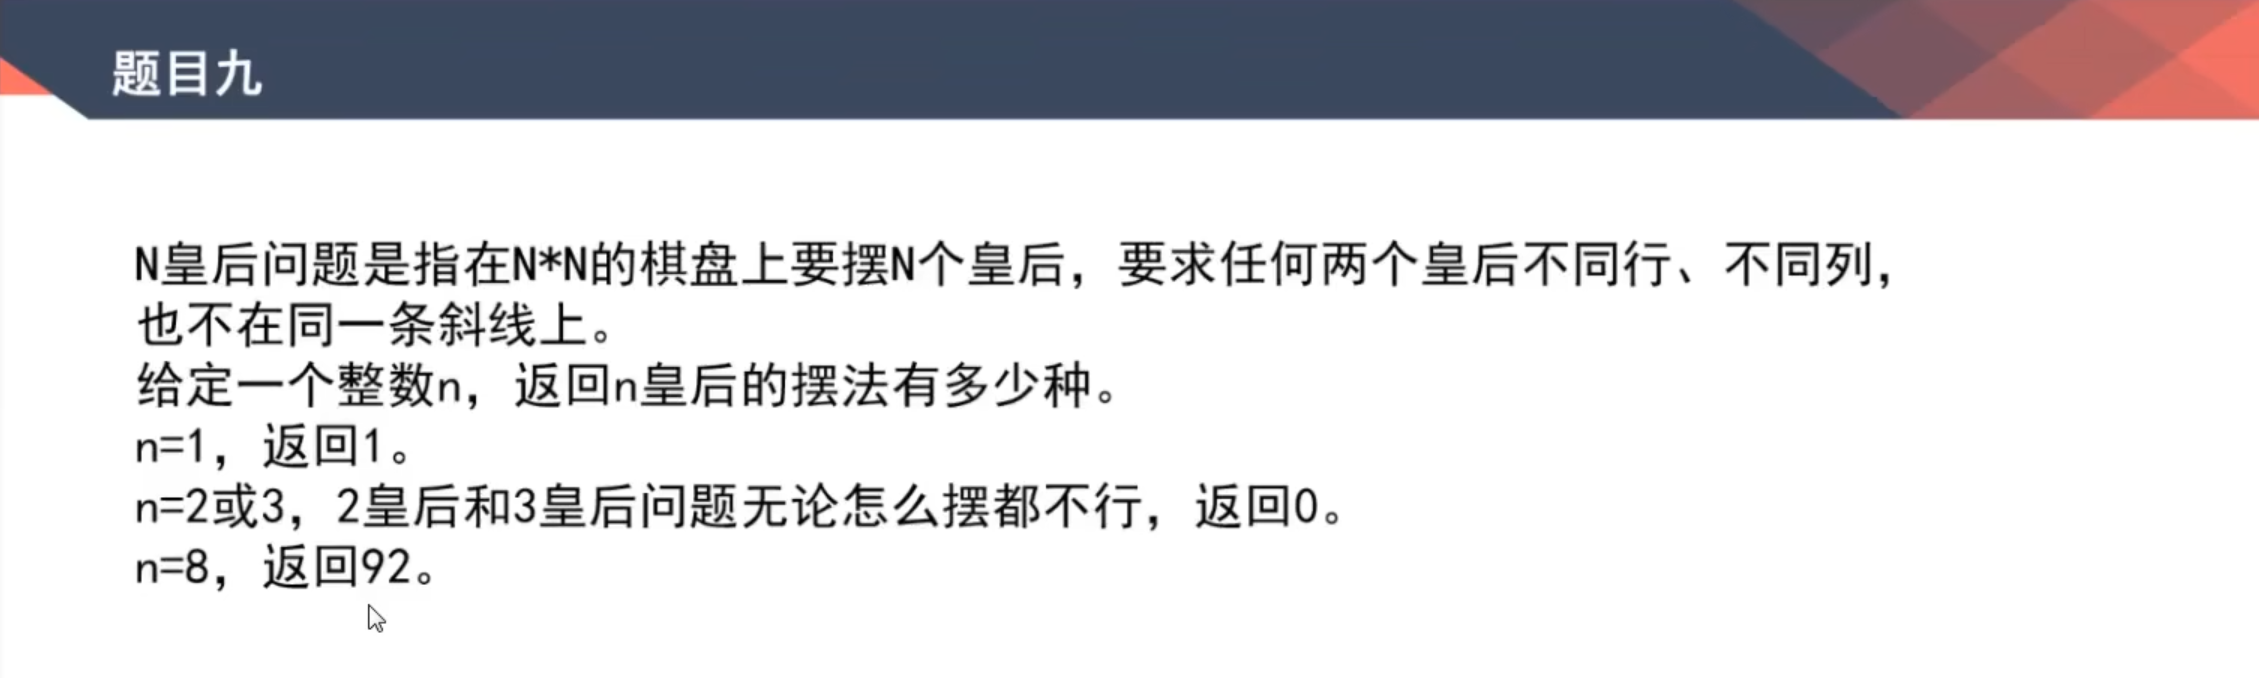 题目九
N皇后问题是指在N*N的棋盘上要摆N个皇后，要求任何两个皇后不同行、不同列，
也不在同一条斜线上。
给定一个整数n，返回n皇后的摆法有多少种。
n=1，返回1。
n=2或3，2皇后和3皇后问题无论怎么摆都不行，返回0。
n=8，返回92。